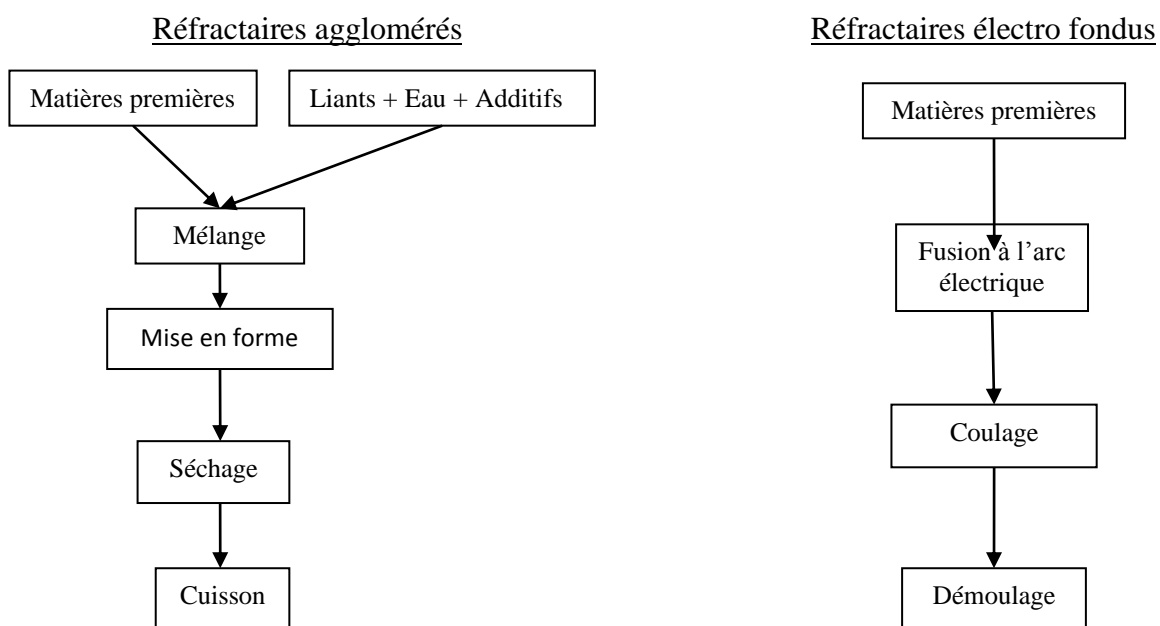 Réfractaires agglomérés
Matières premières
Liants + Eau + Additifs
Mélange
Mise en forme
Séchage
Cuisson
Réfractaires électro fondus
Matières premières
Fusion à l'arc
électrique
Coulage
Démoulage